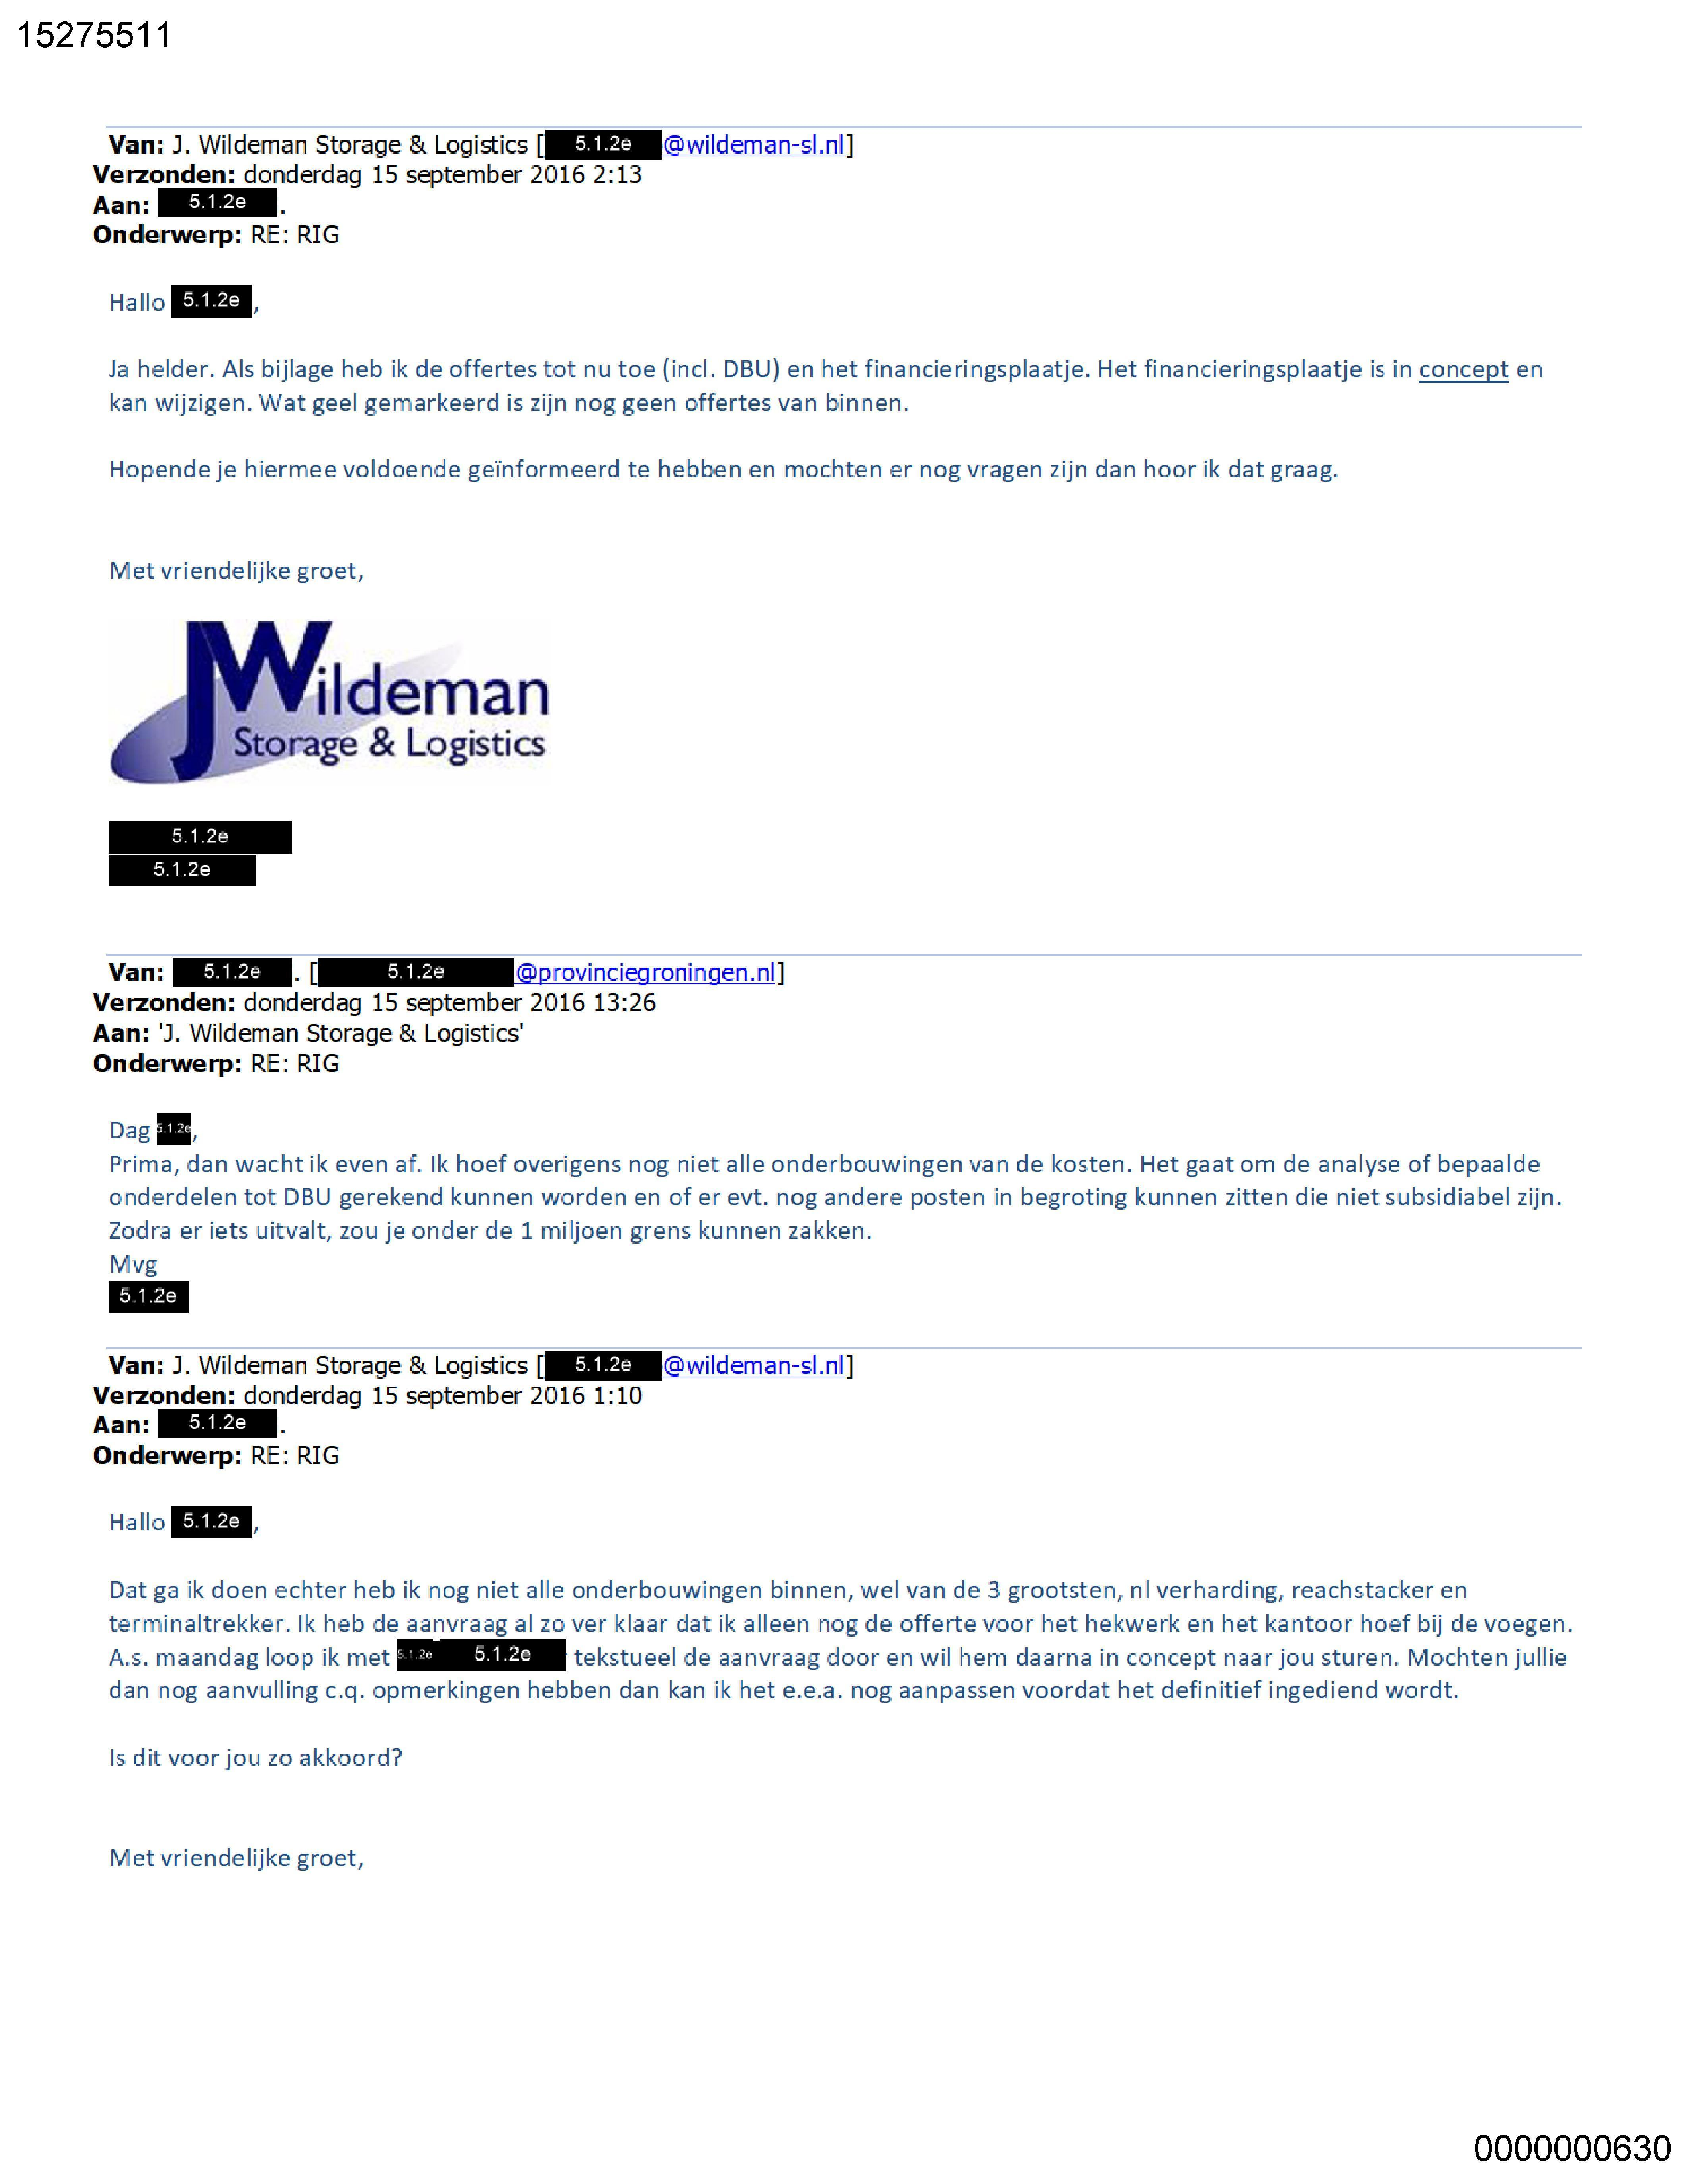 15275511
Van: J. Wildeman Storage & Logistics [ 5.1.2e @wildeman-sl.nl]
Verzonden: donderdag 15 september 2016 2:13
Aan: 5.1.2e .
Onderwerp: RE: RIG
Hallo 5.1.2e ,
Ja helder. Als bijlage heb ik de offertes tot nu toe (incl. DBU) en het financieringsplaatje. Het financieringsplaatje is in concept en
kan wijzigen. Wat geel gemarkeerd is zijn nog geen offertes van binnen.
Hopende je hiermee voldoende geïnformeerd te hebben en mochten er nog vragen zijn dan hoor ik dat graag.
Met vriendelijke groet,
JWildeman
Storage & Logistics
5.1.2e
5.1.2e
Van: 5.1.2e . [ 5.1.2e @provinciegroningen.nl]
Verzonden: donderdag 15 september 2016 13:26
Aan: 'J. Wildeman Storage & Logistics'
Onderwerp: RE: RIG
Dag 5.1.2e,
Prima, dan wacht ik even af. Ik hoef overigens nog niet alle onderbouwingen van de kosten. Het gaat om de analyse of bepaalde
onderdelen tot DBU gerekend kunnen worden en of er evt. nog andere posten in begroting kunnen zitten die niet subsidiabel zijn.
Zodra er iets uitvalt, zou je onder de 1 miljoen grens kunnen zakken.
Mvg
5.1.2e
Van: J. Wildeman Storage & Logistics [ 5.1.2e @wildeman-sl.nl]
Verzonden: donderdag 15 september 2016 1:10
Aan: 5.1.2e .
Onderwerp: RE: RIG
Hallo 5.1.2e ,
Dat ga ik doen echter heb ik nog niet alle onderbouwingen binnen, wel van de 3 grootsten, nl verharding, reachstacker en
terminaltrekker. Ik heb de aanvraag al zo ver klaar dat ik alleen nog de offerte voor het hekwerk en het kantoor hoef bij de voegen.
A.s. maandag loop ik met 5.1.2e 5.1.2e tekstueel de aanvraag door en wil hem daarna in concept naar jou sturen. Mochten jullie
dan nog aanvulling c.q. opmerkingen hebben dan kan ik het e.e.a. nog aanpassen voordat het definitief ingediend wordt.
Is dit voor jou zo akkoord?
Met vriendelijke groet,
0000000630